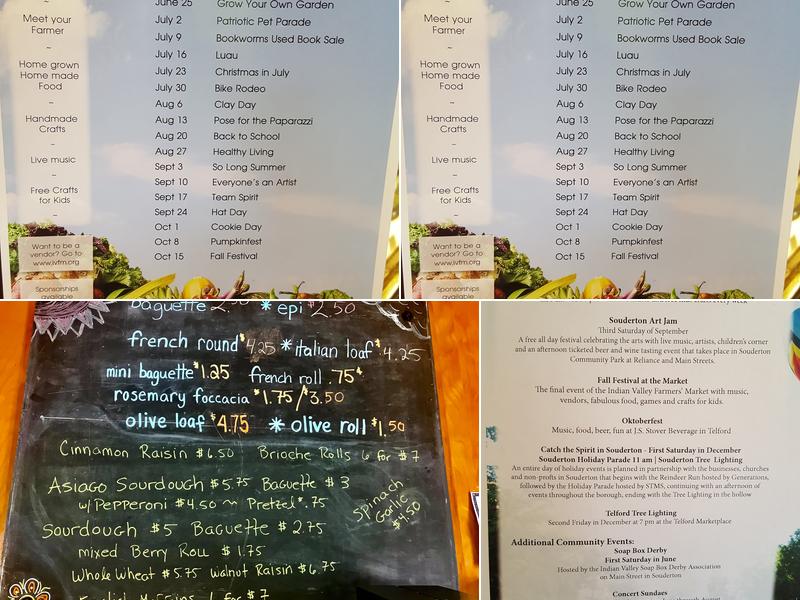 June 25 Grow Your Own Garden
Meet your
Farmer
~
Home grown
Home made
Food
~
Handmade
Crafts
~
Live music
~
Free Crafts
for Kids
~
Want to be a
vendor? Go to
www.ivfm.org
Sponsorships
available
July 2 Patriotic Pet Parade
July 9 Bookworms Used Book Sale
July 16 Luau
July 23 Christmas in July
July 30 Bike Rodeo
Aug 6 Clay Day
Aug 13 Pose for the Paparazzi
Aug 20 Back to School
Aug 27 Healthy Living
Sept 3 So Long Summer
Sept 10 Everyone's an Artist
Sept 17 Team Spirit
Sept 24 Hat Day
Oct 1 Cookie Day
Oct 8 Pumpkinfest
Oct 15 Fall Festival
June 25 Grow Your Own Garden
Meet your
Farmer
~
Home grown
Home made
Food
~
Handmade
Crafts
~
Live music
~
Free Crafts
for Kids
~
Want to be a
vendor? Go to
www.ivfm.org
Sponsorships
available
July 2 Patriotic Pet Parade
July 9 Bookworms Used Book Sale
July 16 Luau
July 23 Christmas in July
July 30 Bike Rodeo
Aug 6 Clay Day
Aug 13 Pose for the Paparazzi
Aug 20 Back to School
Aug 27 Healthy Living
Sept 3 So Long Summer
Sept 10 Everyone's an Artist
Sept 17 Team Spirit
Sept 24 Hat Day
Oct 1 Cookie Day
Oct 8 Pumpkinfest
Oct 15 Fall Festival
baguette * epi $2.50
french round $4.25 * italian loaf $4.25
mini baguette $1.25 french roll .75¢
rosemary foccacia $1.75/$3.50
olive loaf $4.75 * olive roll $1.50
Cinnamon Raisin $6.50 Brioche Rolls 6 for $7
Asiago Sourdough $5.75 Baguette $3
w/Pepperoni $4.50 ~ Pretzel .75
Spinach
Garlic
$4.50
Sourdough $5 Baguette $2.75
mixed Berry Roll $1.75
Whole Wheat $5.75 Walnut Raisin $6.75
English Muffins 6 for $7
Souderton Art Jam
Third Saturday of September
A free all day festival celebrating the arts with live music, artists, children's corner
and an afternoon ticketed beer and wine tasting event that takes place in Souderton
Community Park at Reliance and Main Streets.
Fall Festival at the Market
The final event of the Indian Valley Farmers' Market with music,
vendors, fabulous food, games and crafts for kids.
Oktoberfest
Music, food, beer, fun at J.S. Stover Beverage in Telford
Catch the Spirit in Souderton - First Saturday in December
Souderton Holiday Parade 11 am | Souderton Tree Lighting
An entire day of holiday events is planned in partnership with the businesses, churches
and non-profits in Souderton that begins with the Reindeer Run hosted by Generations,
followed by the Holiday Parade hosted by STMS, continuing with an afternoon of
events throughout the borough, ending with the Tree Lighting in the hollow
Telford Tree Lighting
Second Friday in December at 7 pm at the Telford Marketplace
Additional Community Events:
Soap Box Derby
First Saturday in June
Hosted by the Indian Valley Soap Box Derby Association
on Main Street in Souderton
Concert Sundaes